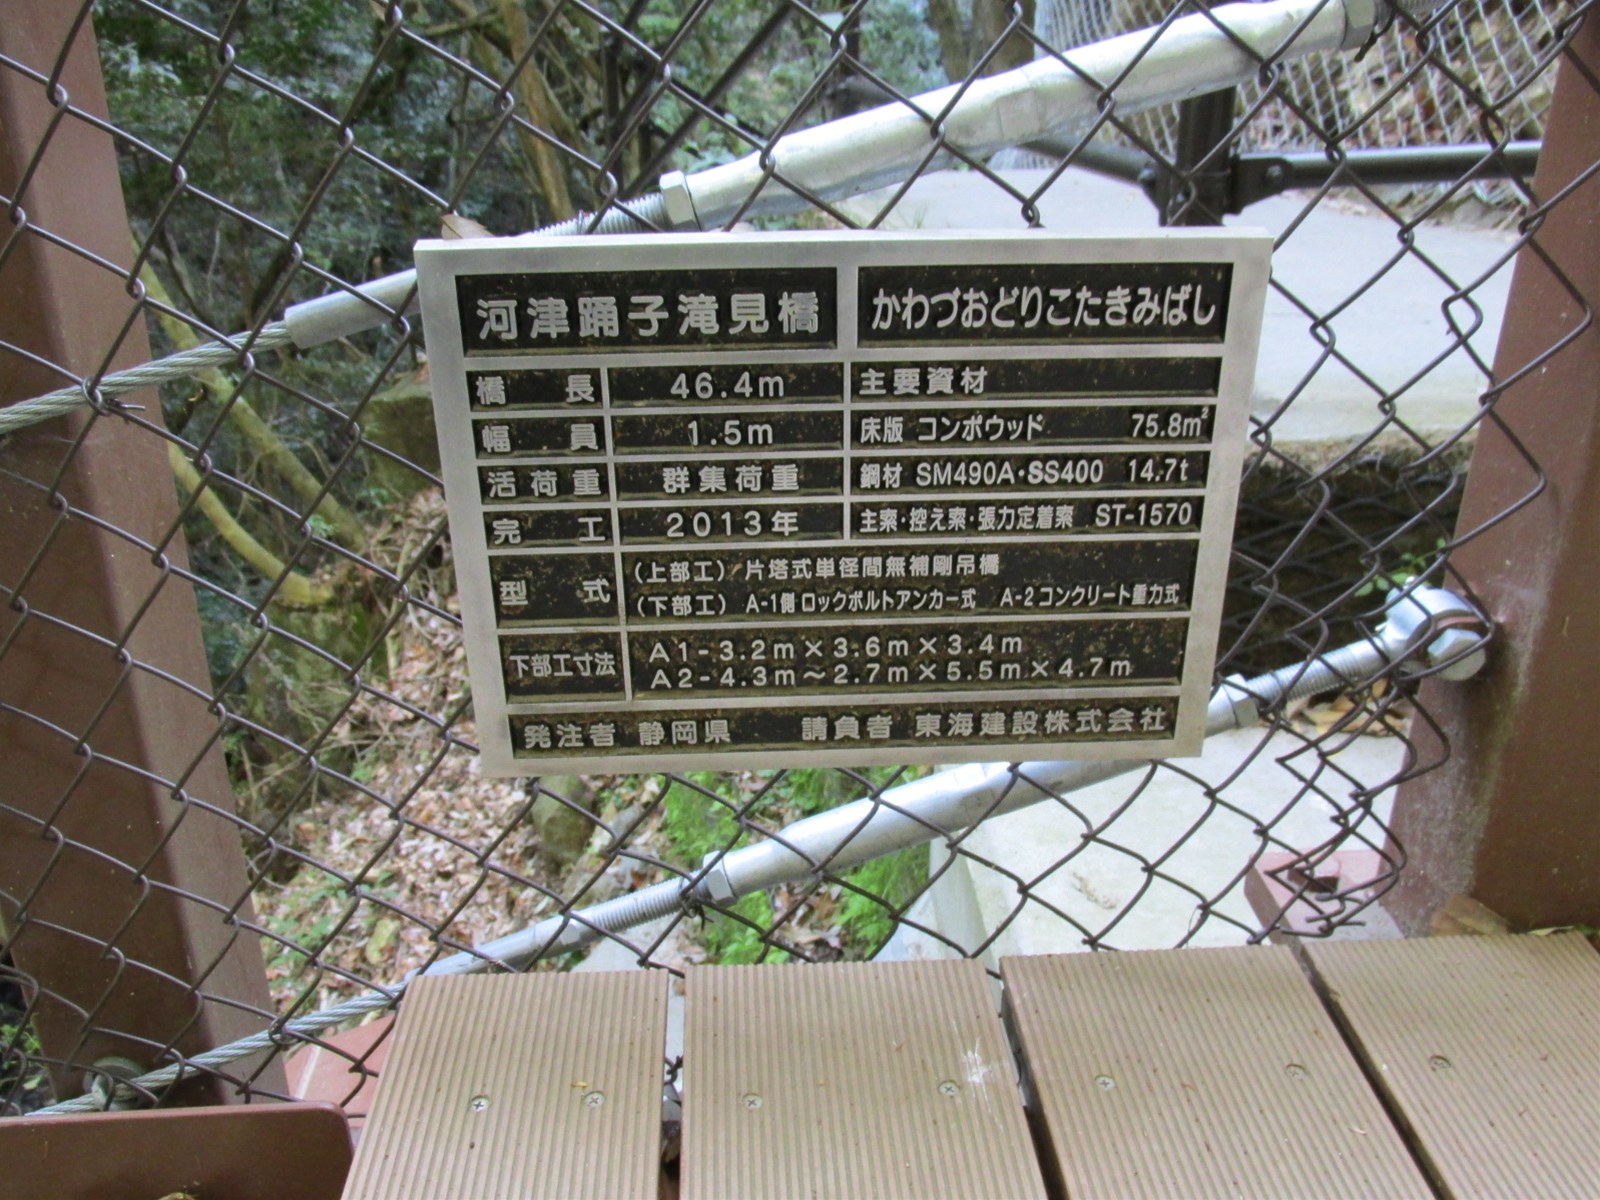 河津踊子滝見橋 かわづおどりこたきみばし
橋長 46.4m 主要資材
幅員 1.5m 床版 コンポウッド 75.8m²
活荷重 群集荷重 鋼材 SM490A・SS400 14.7t
完工 2013年 主索・控え索・張力定着索 ST-1570
型式 (上部工) 片塔式単径間無補剛吊橋
(下部工) A-1側ロックボルトアンカー式 A-2コンクリート重力式
下部工寸法 A1-3.2m×3.6m×3.4m
A2-4.3m〜2.7m×5.5m×4.7m
発注者 静岡県 請負者 東海建設株式会社